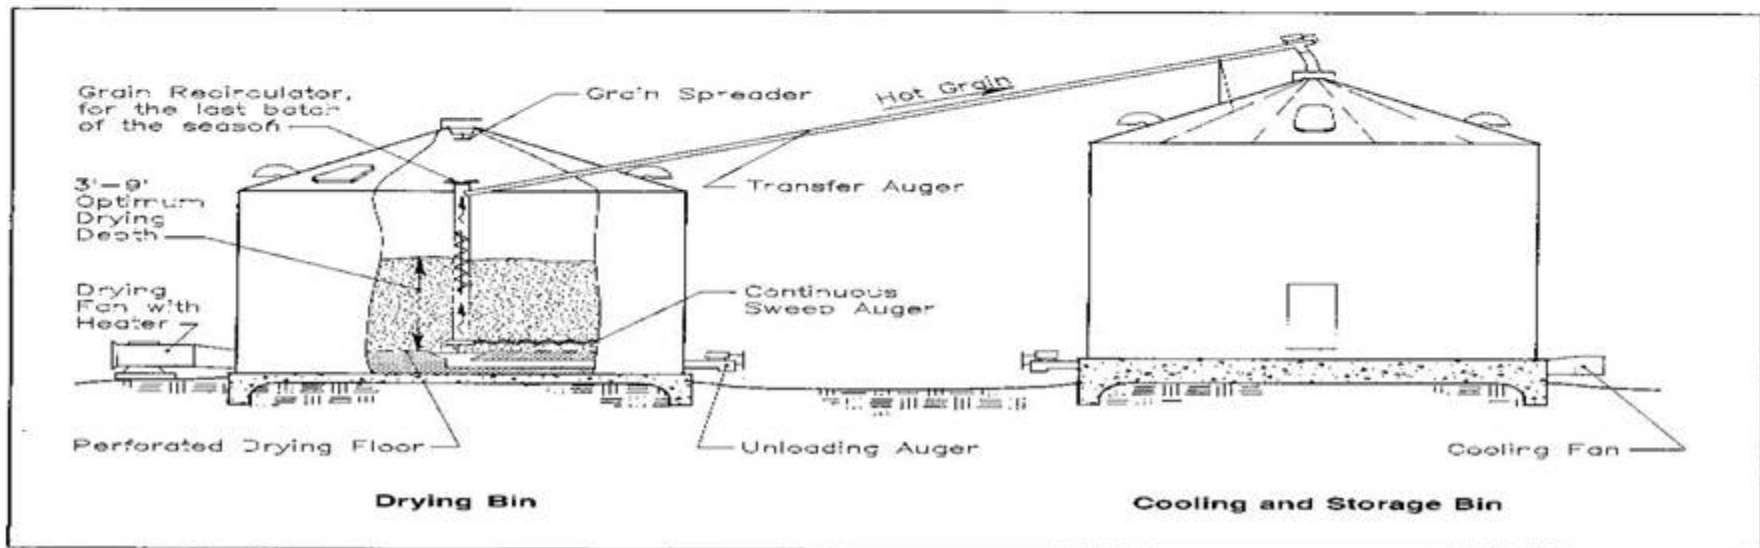 Grain Recirculator,
for the last batch
of the season
Grain Spreader
Hot Grain
3'-9'
Optimum
Drying
Depth
Transfer Auger
Drying
Fan with
Heater
Continuous
Sweep Auger
Perforated Drying Floor
Unloading Auger
Cooling Fan
Drying Bin
Cooling and Storage Bin